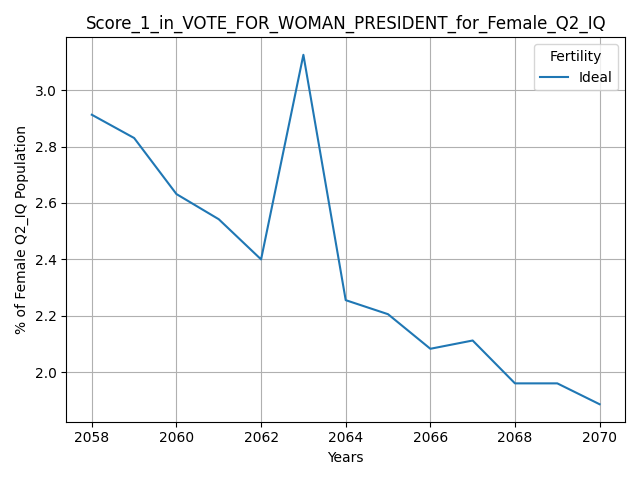 Score_1_in_VOTE_FOR_WOMAN_PRESIDENT_for_Female_Q2_IQ
Fertility
Ideal
% of Female Q2_IQ Population
3.0
2.8
2.6
2.4
2.2
2.0
2058 2060 2062 2064 2066 2068 2070
Years